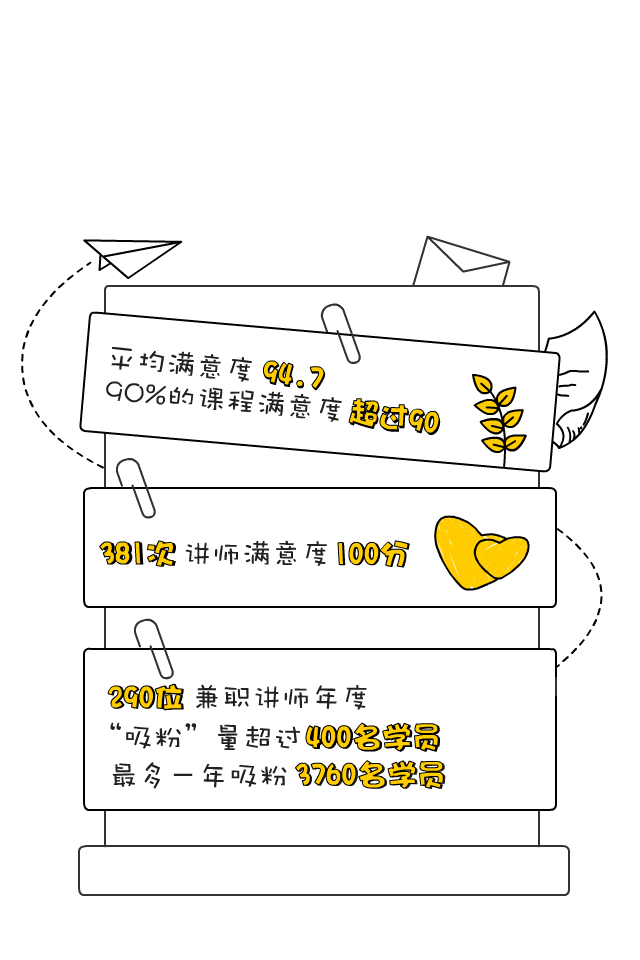 平均满意度 94.7
90%的课程满意度 超过90
381次 讲师满意度 100分
290位 兼职讲师年度
“吸粉” 量超过 400名学员
最多一年吸粉 3760名学员